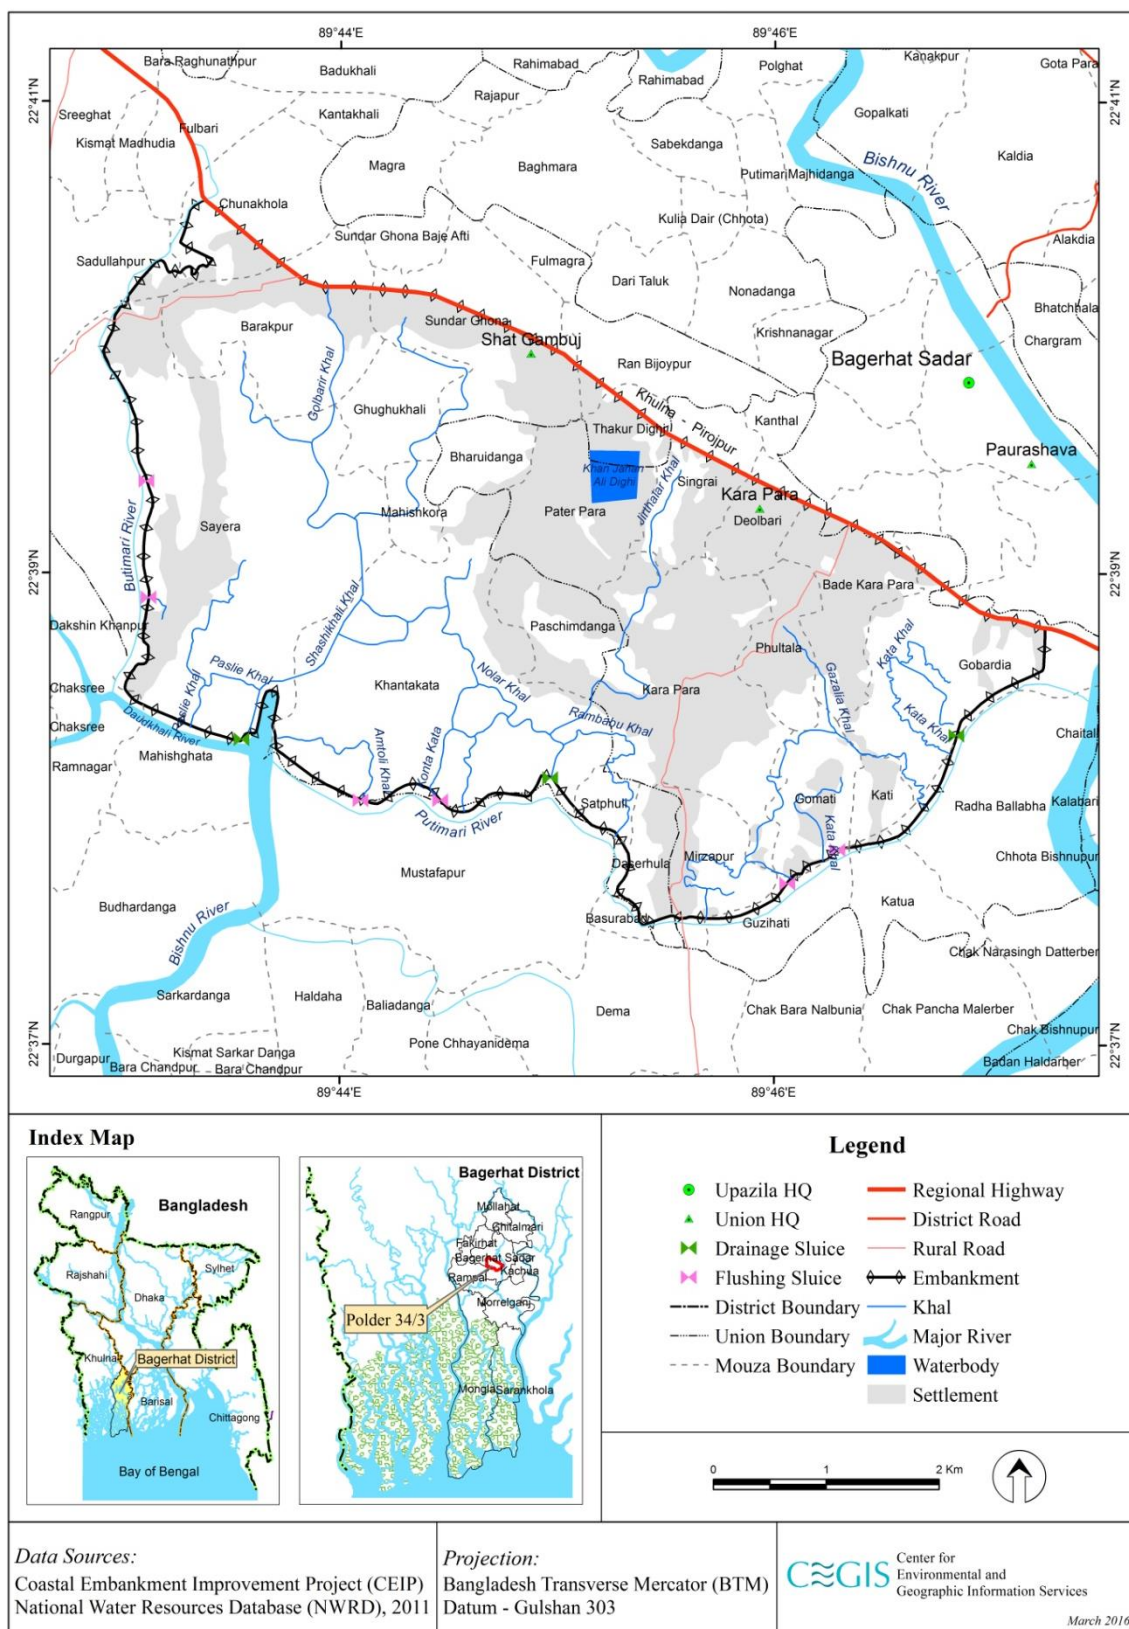 89°44'E
89°46'E
22°41'N
22°41'N
Bara Raghunathpur
Badukhali
Rahimabad
Rahimabad
Polghat
Kanakpur
Gota Para
Sreeghat
Kismat Madhudia
Fulbari
Kantakhali
Rajapur
Gopalkati
Sabekdanga
Kaldia
Magra
Baghmara
Putimari
Majhidanga
Bishnu River
Chunakhola
Kulia Dair (Chhota)
Sundar Ghona Baje Afti
Alakdia
Sadullahpur
Fulmagra
Dari Taluk
Nonadanga
Bhatchhala
Barakpur
Sundar Ghona
Krishnanagar
Chargram
Shat Gambuj
Ran Bijoypur
Bagerhat Sadar
Golbarir Khal
Ghughukhali
Khulna - Pirojpur
Kanthal
Thakur Dighir
Paurashava
Bharuidanga
Khan Jahan
Ali Dighi
Singrai
Kara Para
Jirthalar Khal
Deolbari
Mahishkora
Pater Para
Sayera
Butimari River
22°39'N
22°39'N
Bade Kara Para
Shashikhali Khal
Dakshin Khanpur
Paschimdanga
Phultala
Kata Khal
Gobardia
Paslie Khal
Chaksree
Khantakata
Nolar Khal
Kara Para
Gazalia Khal
Paslie Khal
Daudkhali River
Rambabu Khal
Kata Khal
Chaksree
Chaitali
Mahishghata
Ramnagar
Amtoli Khal
Konta Kata
Putimari River
Satphuli
Gomati
Kati
Radha Ballabha
Kalabari
Kata Khal
Mirzapur
Daserhula
Chhota Bishnupur
Mustafapur
Budhardanga
Bishnu River
Basurabad
Guzihati
Katua
Chak Narasingh Datterber
Sarkardanga
Haldaha
Baliadanga
Dema
Chak Bara Nalbunia
Chak Pancha Malerber
Chak Bishnupur
22°37'N
22°37'N
Durgapur
Kismat Sarkar Danga
Bara Chandpur
Bara Chandpur
Pone Chhayanidema
Badan Haldarber
89°44'E
89°46'E
Index Map
Bangladesh
Rangpur
Rajshahi
Sylhet
Dhaka
Khulna
Bagerhat District
Barisal
Chittagong
Bay of Bengal
Bagerhat District
Mollahat
Chitalmari
Fakirhat
Bagerhat Sadar
Kachua
Rampal
Morrelganj
Polder 34/3
Mongla
Sarankhola
Legend
Upazila HQ
Union HQ
Drainage Sluice
Flushing Sluice
District Boundary
Union Boundary
Mouza Boundary
Regional Highway
District Road
Rural Road
Embankment
Khal
Major River
Waterbody
Settlement
0 1 2 Km
Data Sources:
Coastal Embankment Improvement Project (CEIP)
National Water Resources Database (NWRD), 2011
Projection:
Bangladesh Transverse Mercator (BTM)
Datum - Gulshan 303
CEGIS
Center for
Environmental and
Geographic Information Services
March 2016